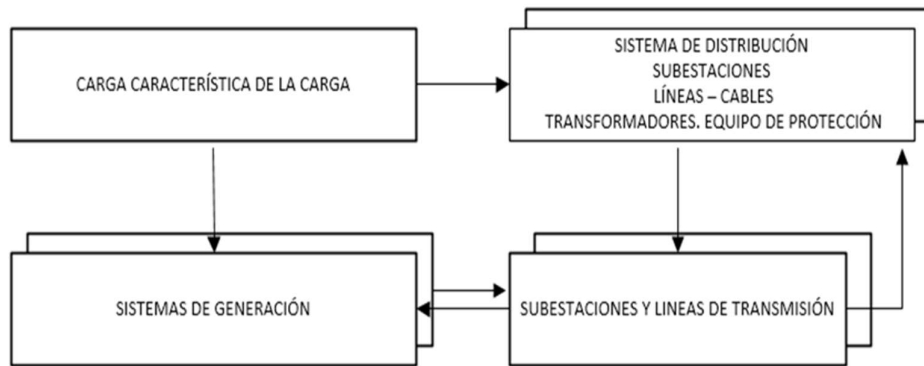 CARGA CARACTERÍSTICA DE LA CARGA
SISTEMA DE DISTRIBUCIÓN
SUBESTACIONES
LÍNEAS – CABLES
TRANSFORMADORES. EQUIPO DE PROTECCIÓN
SISTEMAS DE GENERACIÓN
SUBESTACIONES Y LINEAS DE TRANSMISIÓN